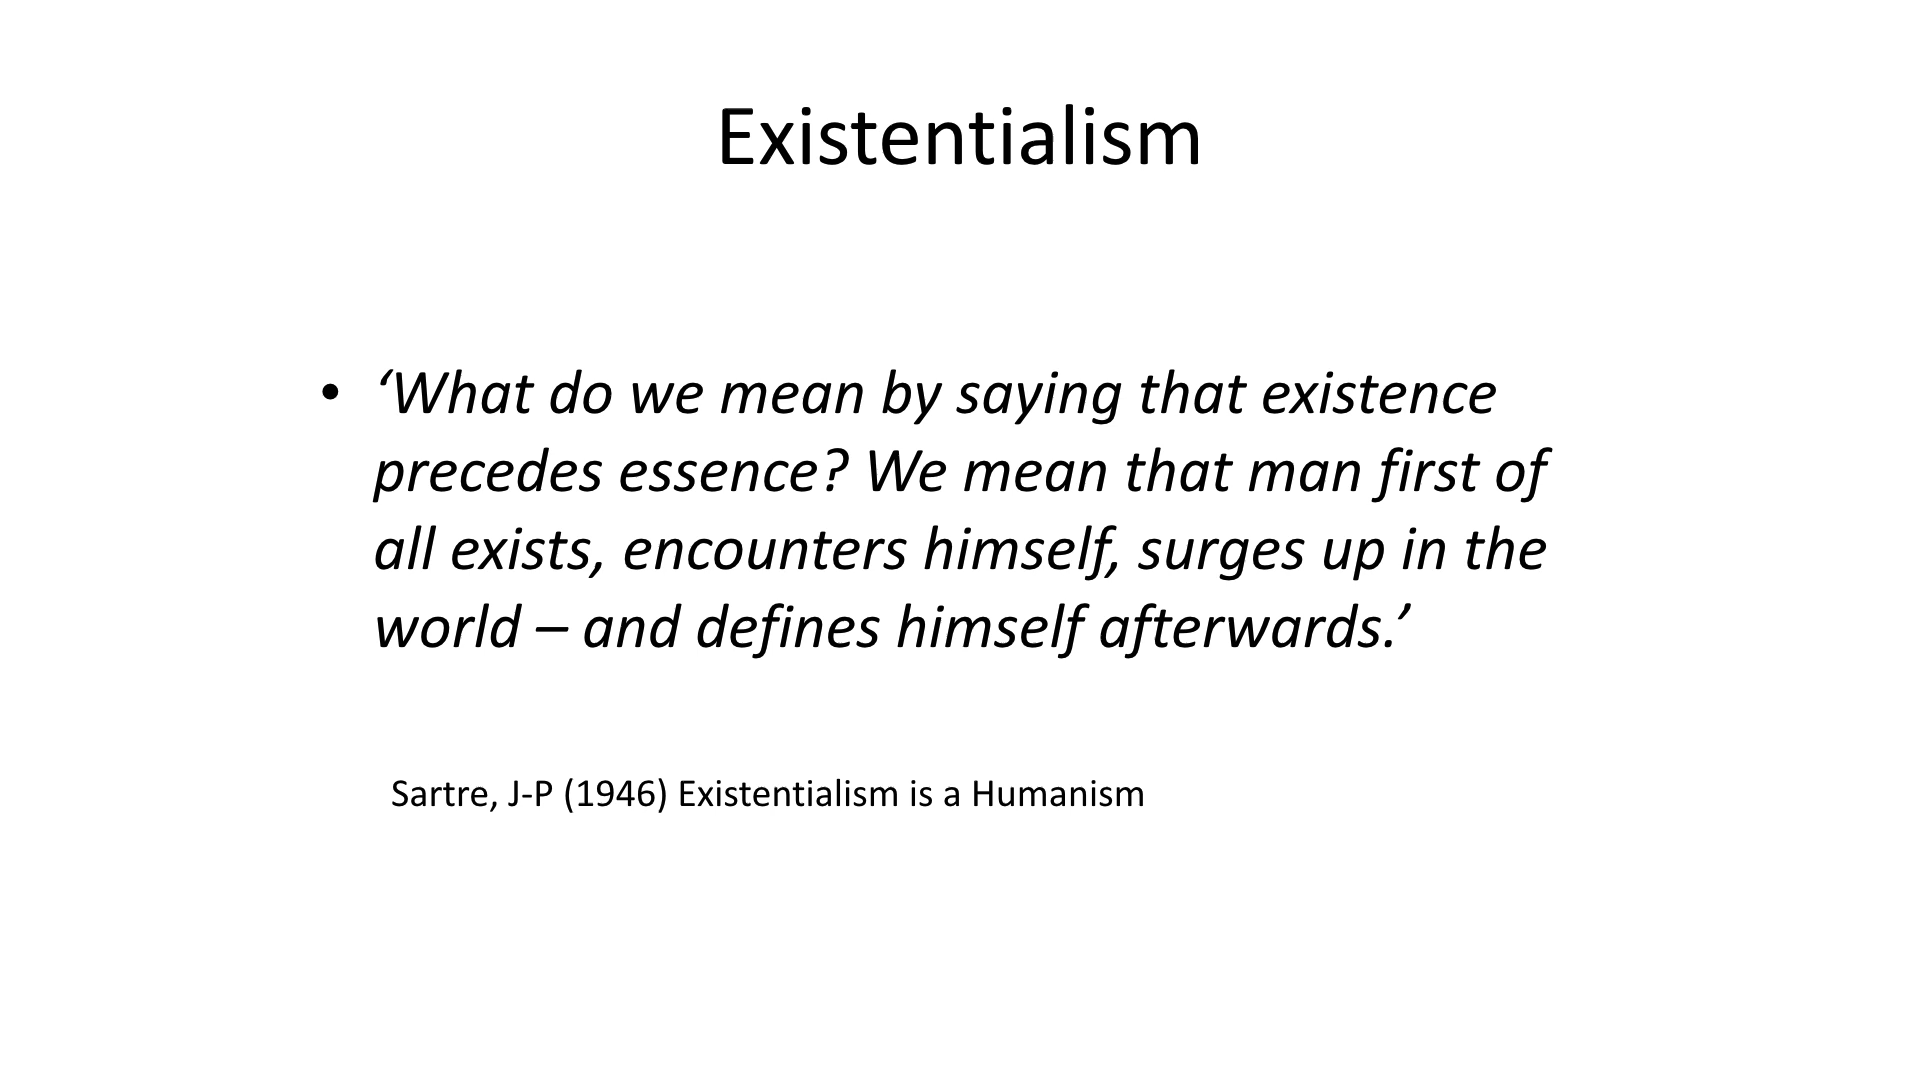 Existentialism
• ‘What do we mean by saying that existence
precedes essence? We mean that man first of
all exists, encounters himself, surges up in the
world – and defines himself afterwards.’
Sartre, J-P (1946) Existentialism is a Humanism